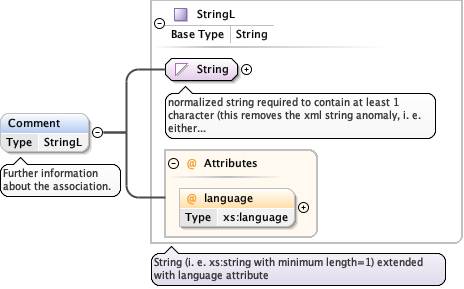 StringL
Base Type String
String
normalized string required to contain at least 1
character (this removes the xml string anomaly, i. e.
either...
Comment
Type StringL
Further information
about the association.
@ Attributes
@ language
Type xs:language
String (i. e. xs:string with minimum length=1) extended
with language attribute